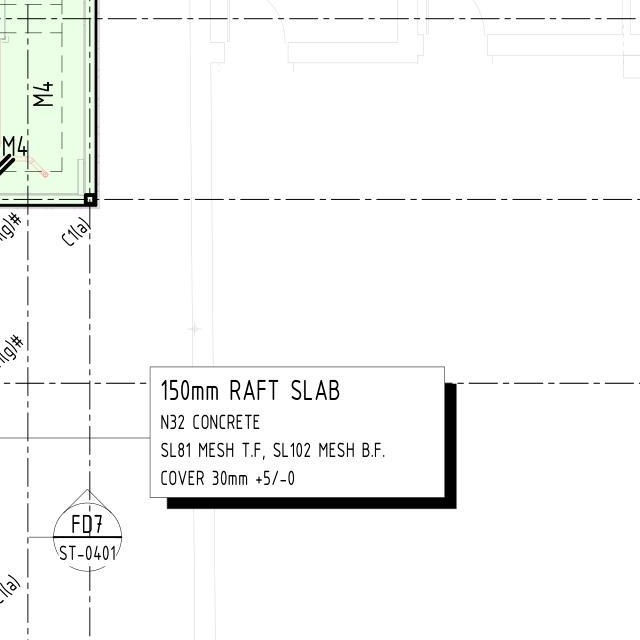 M4
M4
g)#
C1(a)
(g)#
150mm RAFT SLAB
N32 CONCRETE
SL81 MESH T.F, SL102 MESH B.F.
COVER 30mm +5/-0
FD7
ST-0401
1(a)